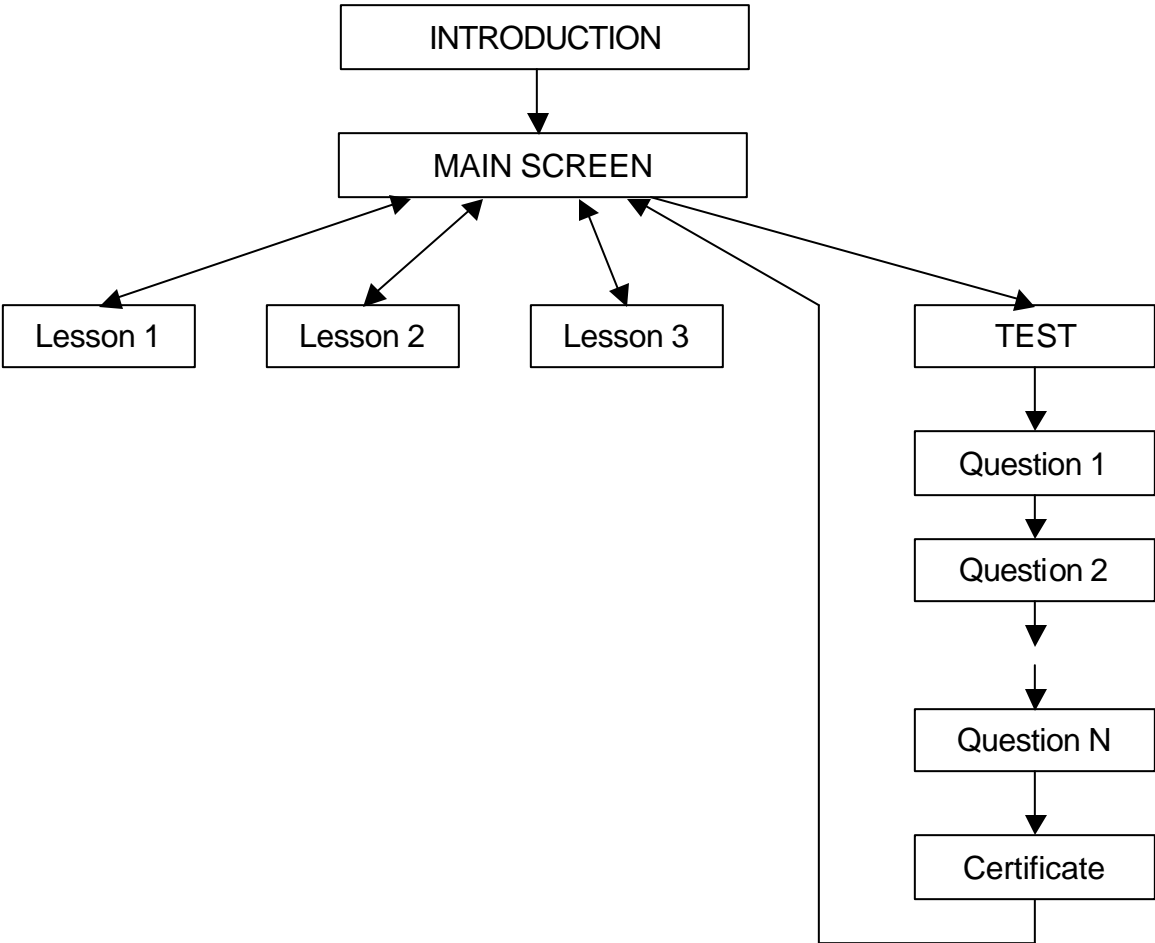 INTRODUCTION
MAIN SCREEN
Lesson 1
Lesson 2
Lesson 3
TEST
Question 1
Question 2
Question N
Certificate